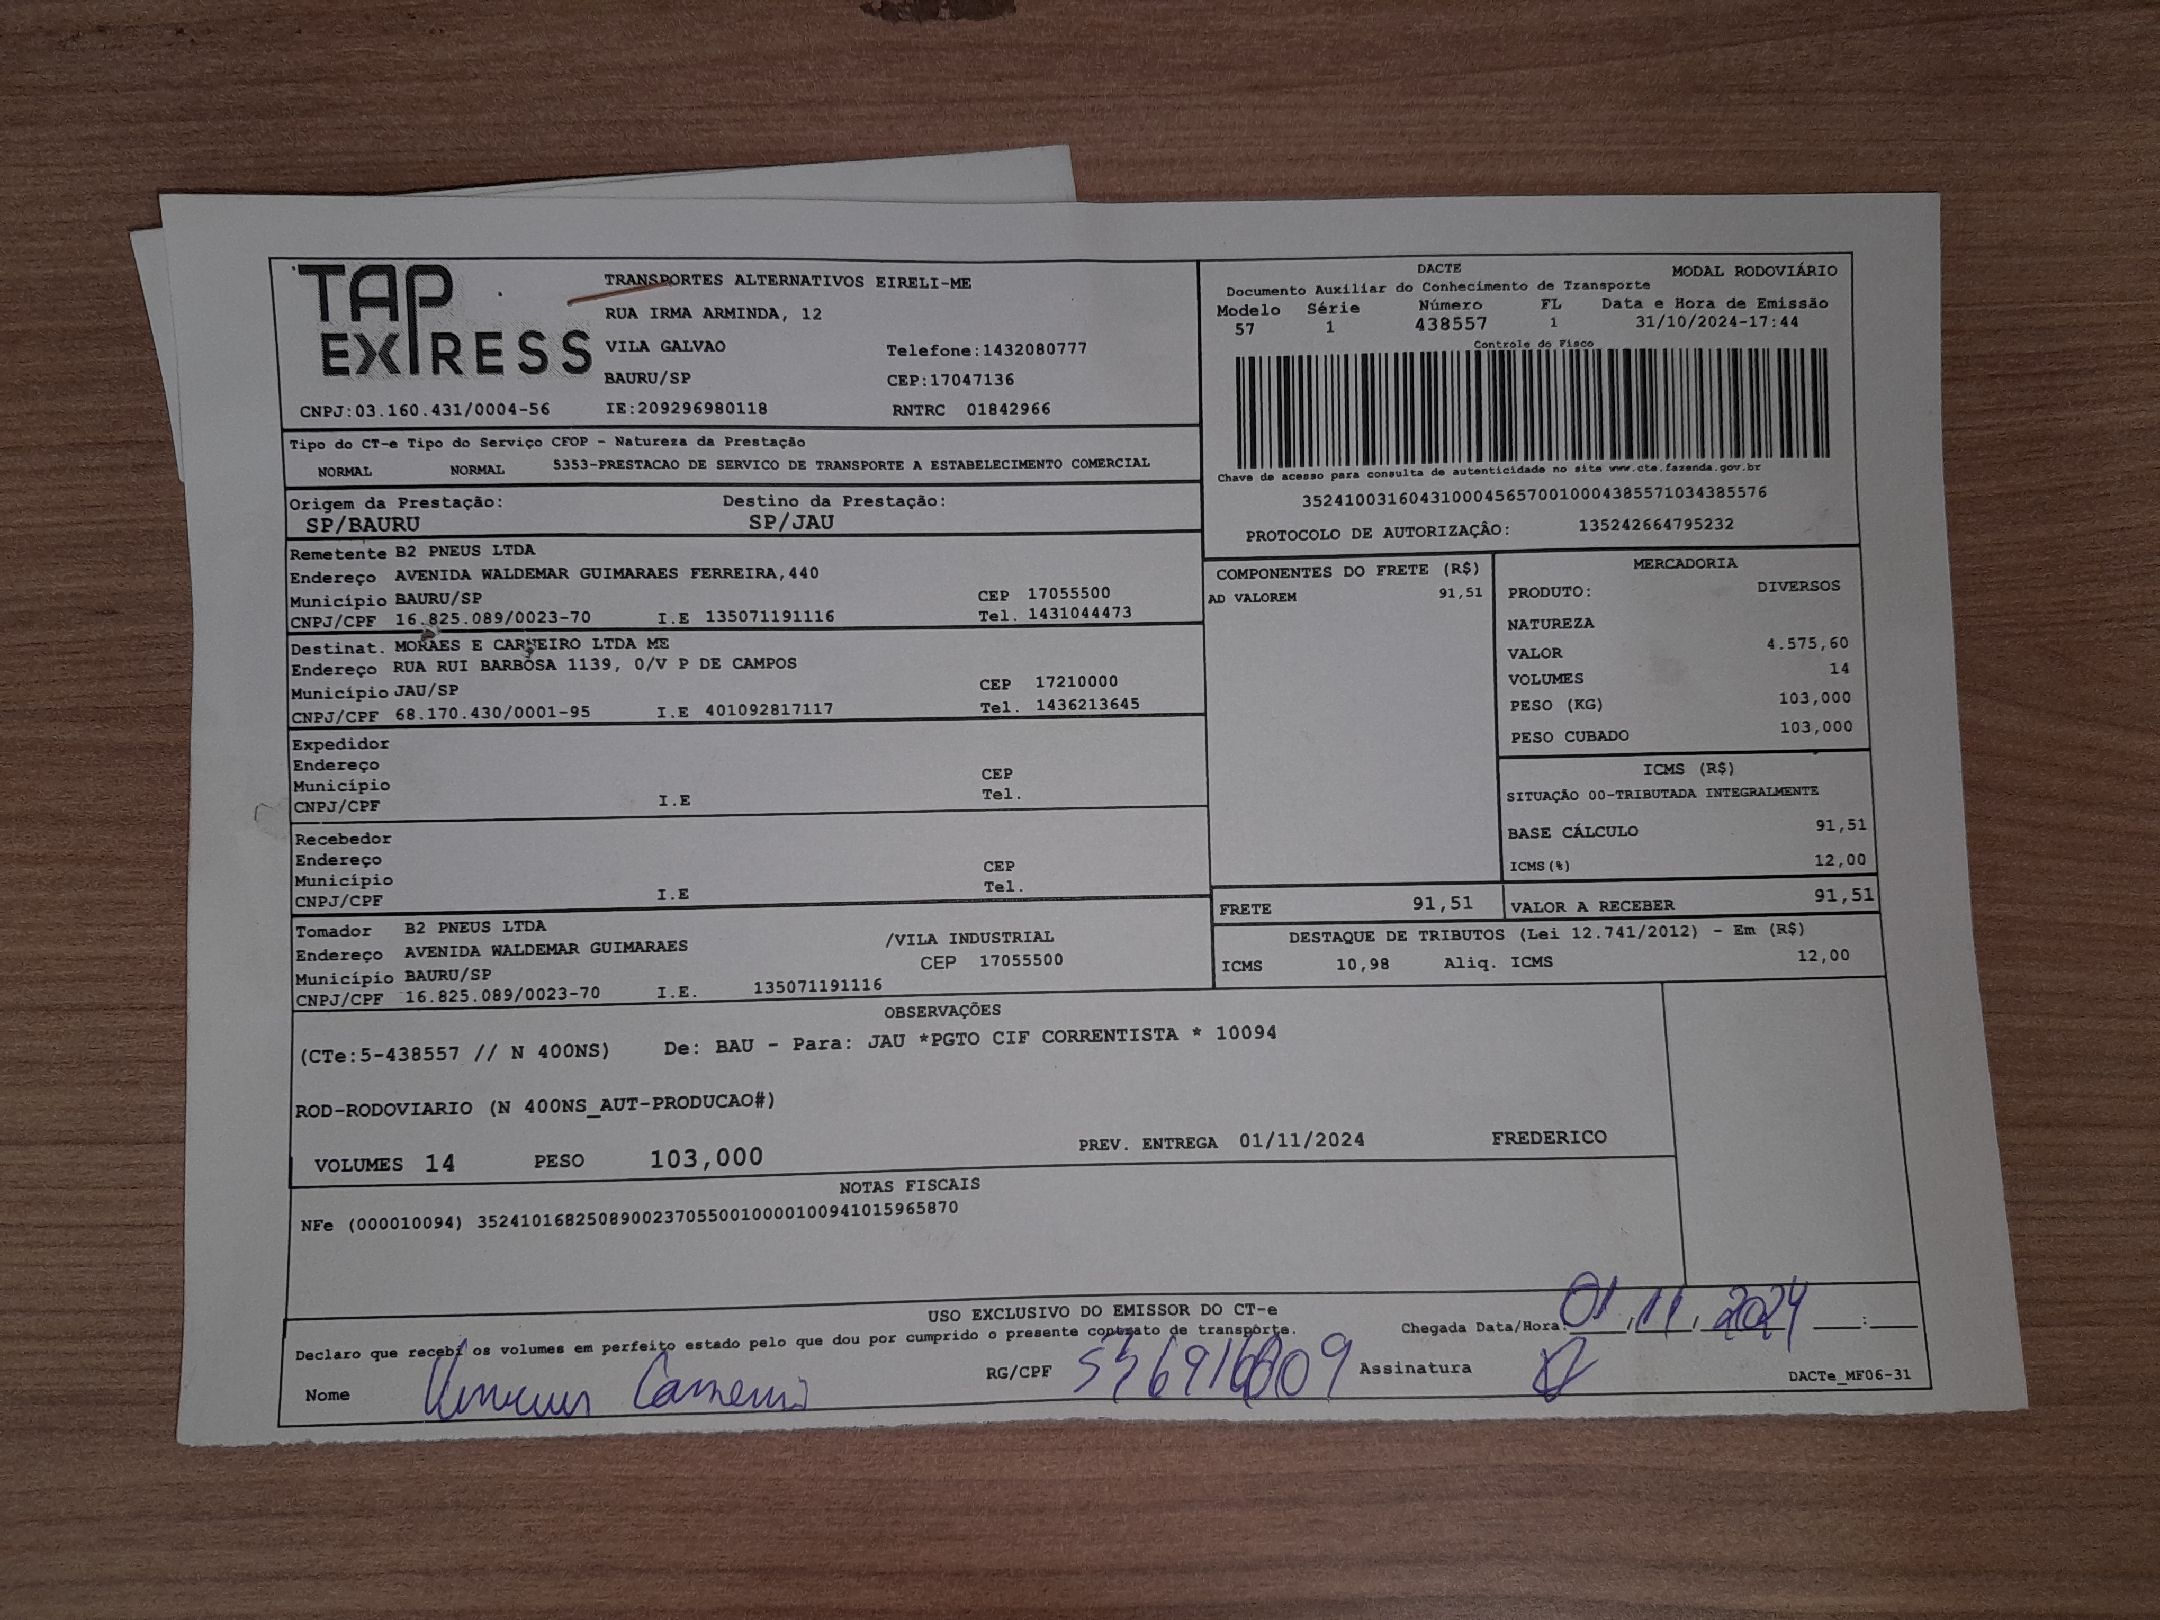 TAP EXPRESS
TRANSPORTES ALTERNATIVOS EIRELI-ME
RUA IRMA ARMINDA, 12
VILA GALVAO Telefone:1432080777
BAURU/SP CEP:17047136
CNPJ:03.160.431/0004-56 IE:209296980118 RNTRC 01842966
DACTE MODAL RODOVIÁRIO
Documento Auxiliar do Conhecimento de Transporte
Modelo Série Número FL Data e Hora de Emissão
57 1 438557 1 31/10/2024-17:44
Controle do Fisco
Chave de acesso para consulta de autenticidade no site www.cte.fazenda.gov.br
35241003160431000456570010004385571034385576
PROTOCOLO DE AUTORIZAÇÂO: 135242664795232
Tipo do CT-e Tipo do Serviço CFOP - Natureza da Prestação
NORMAL NORMAL 5353-PRESTACAO DE SERVICO DE TRANSPORTE A ESTABELECIMENTO COMERCIAL
Origem da Prestação: Destino da Prestação:
SP/BAURU SP/JAU
Remetente B2 PNEUS LTDA
Endereço AVENIDA WALDEMAR GUIMARAES FERREIRA,440
Município BAURU/SP CEP 17055500
CNPJ/CPF 16.825.089/0023-70 I.E 135071191116 Tel. 1431044473
Destinat. MORAES E CARNEIRO LTDA ME
Endereço RUA RUI BARBOSA 1139, O/V P DE CAMPOS
Município JAU/SP CEP 17210000
CNPJ/CPF 68.170.430/0001-95 I.E 401092817117 Tel. 1436213645
Expedidor
Endereço
Município CEP
CNPJ/CPF I.E Tel.
Recebedor
Endereço
Município CEP
CNPJ/CPF I.E Tel.
Tomador B2 PNEUS LTDA
Endereço AVENIDA WALDEMAR GUIMARAES /VILA INDUSTRIAL
Município BAURU/SP CEP 17055500
CNPJ/CPF 16.825.089/0023-70 I.E. 135071191116
COMPONENTES DO FRETE (R$)
AD VALOREM 91,51
MERCADORIA
PRODUTO: DIVERSOS
NATUREZA
VALOR 4.575,60
VOLUMES 14
PESO (KG) 103,000
PESO CUBADO 103,000
ICMS (R$)
SITUAÇÃO 00-TRIBUTADA INTEGRALMENTE
BASE CÁLCULO 91,51
ICMS(%) 12,00
FRETE 91,51 VALOR A RECEBER 91,51
DESTAQUE DE TRIBUTOS (Lei 12.741/2012) - Em (R$)
ICMS 10,98 Aliq. ICMS 12,00
OBSERVAÇÕES
(CTe:5-438557 // N 400NS) De: BAU - Para: JAU *PGTO CIF CORRENTISTA * 10094
ROD-RODOVIARIO (N 400NS_AUT-PRODUCAO#)
VOLUMES 14 PESO 103,000 PREV. ENTREGA 01/11/2024 FREDERICO
NOTAS FISCAIS
NFe (000010094) 35241016825089002370550010000100941015965870
USO EXCLUSIVO DO EMISSOR DO CT-e
Declaro que recebi os volumes em perfeito estado pelo que dou por cumprido o presente contrato de transporte. Chegada Data/Hora: 01/11/2024 :
Nome RG/CPF Assinatura DACTe_MF06-31